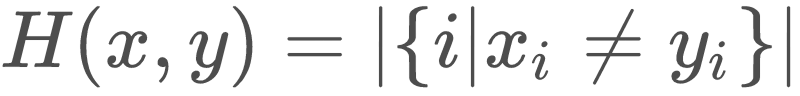 H(x, y) = |{i|x_i ≠ y_i}|